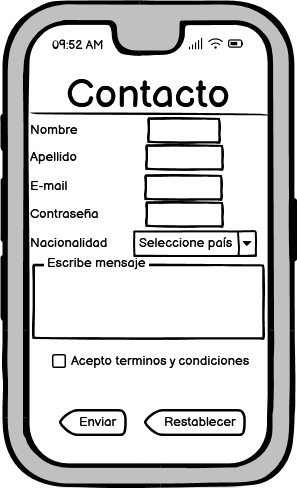 09:52 AM
Contacto
Nombre
Apellido
E-mail
Contraseña
Nacionalidad Seleccione país
Escribe mensaje
Acepto terminos y condiciones
Enviar Restablecer